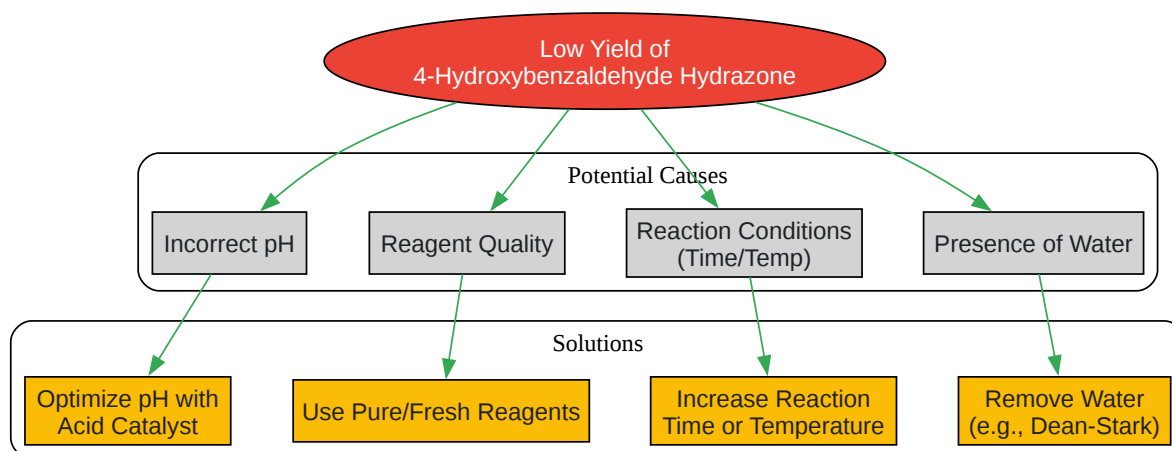 Low Yield of
4-Hydroxybenzaldehyde Hydrazone
Potential Causes
Incorrect pH
Reagent Quality
Reaction Conditions
(Time/Temp)
Presence of Water
Solutions
Optimize pH with
Acid Catalyst
Use Pure/Fresh Reagents
Increase Reaction
Time or Temperature
Remove Water
(e.g., Dean-Stark)